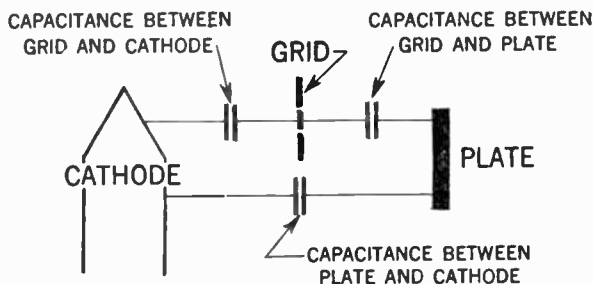 CAPACITANCE BETWEEN
GRID AND CATHODE
GRID
CAPACITANCE BETWEEN
GRID AND PLATE
CATHODE
PLATE
CAPACITANCE BETWEEN
PLATE AND CATHODE